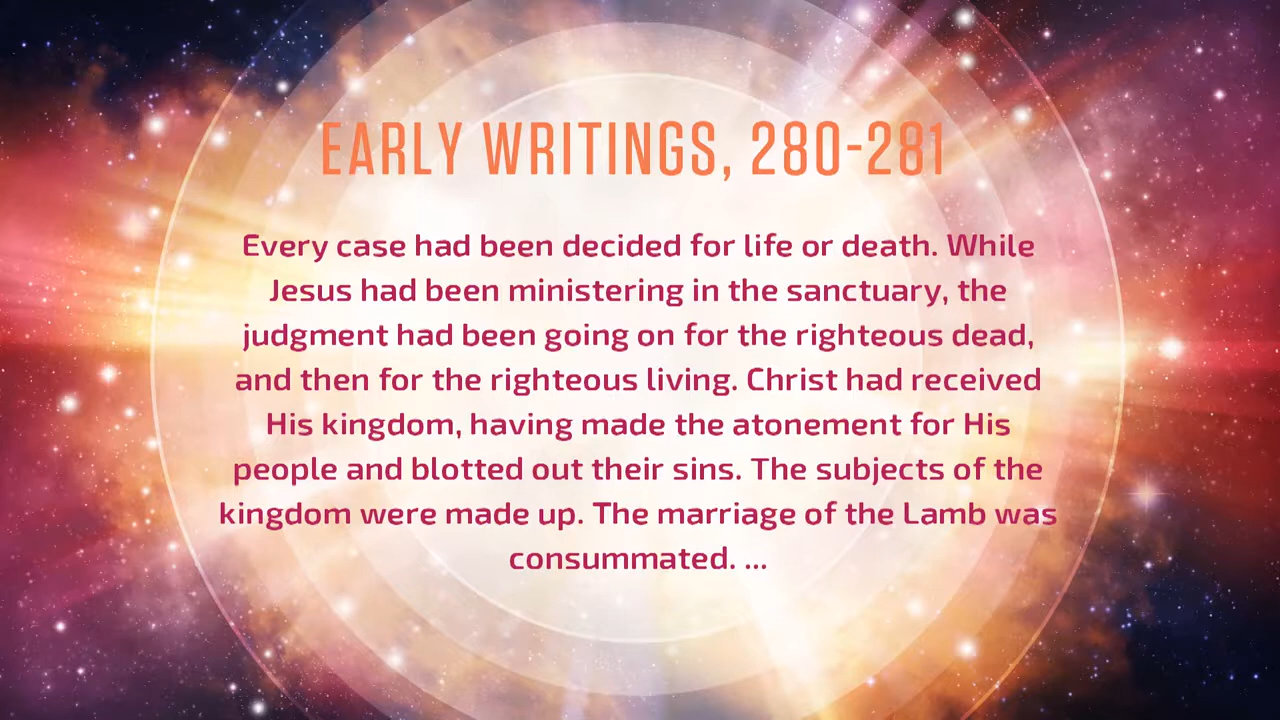 EARLY WRITINGS, 280-281
Every case had been decided for life or death. While
Jesus had been ministering in the sanctuary, the
judgment had been going on for the righteous dead,
and then for the righteous living. Christ had received
His kingdom, having made the atonement for His
people and blotted out their sins. The subjects of the
kingdom were made up. The marriage of the Lamb was
consummated. ...